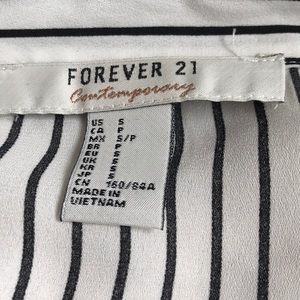 FOREVER 21
Contemporary
US S
CA P
MX S/P
BR P
EU S
UK S
KR S
JP S
CN 160/84A
MADE IN
VIETNAM